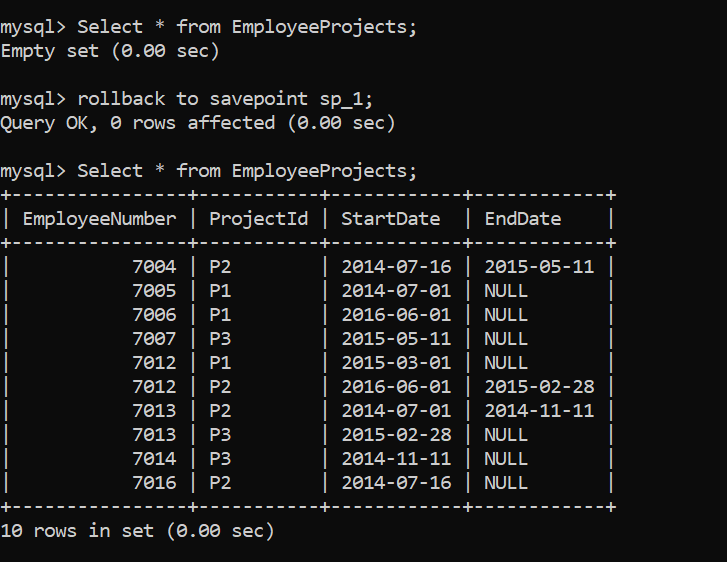 mysql> Select * from EmployeeProjects;
Empty set (0.00 sec)
mysql> rollback to savepoint sp_1;
Query OK, 0 rows affected (0.00 sec)
mysql> Select * from EmployeeProjects;
+----------------+-----------+------------+------------+
| EmployeeNumber | ProjectId | StartDate  | EndDate    |
+----------------+-----------+------------+------------+
|           7004 | P2        | 2014-07-16 | 2015-05-11 |
|           7005 | P1        | 2014-07-01 | NULL       |
|           7006 | P1        | 2016-06-01 | NULL       |
|           7007 | P3        | 2015-05-11 | NULL       |
|           7012 | P1        | 2015-03-01 | NULL       |
|           7012 | P2        | 2016-06-01 | 2015-02-28 |
|           7013 | P2        | 2014-07-01 | 2014-11-11 |
|           7013 | P3        | 2015-02-28 | NULL       |
|           7014 | P3        | 2014-11-11 | NULL       |
|           7016 | P2        | 2014-07-16 | NULL       |
+----------------+-----------+------------+------------+
10 rows in set (0.00 sec)